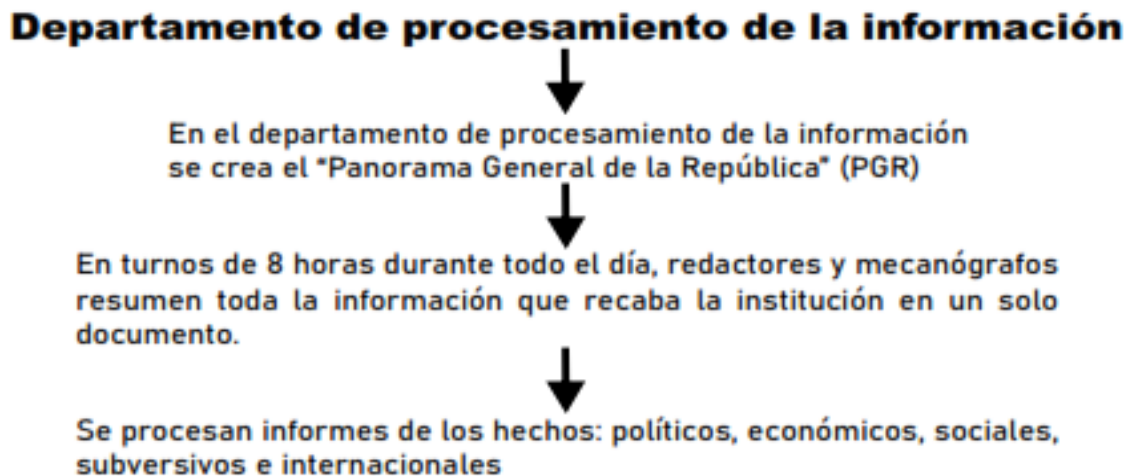 Departamento de procesamiento de la información
En el departamento de procesamiento de la información
se crea el "Panorama General de la República" (PGR)
En turnos de 8 horas durante todo el día, redactores y mecanógrafos
resumen toda la información que recaba la institución en un solo
documento.
Se procesan informes de los hechos: políticos, económicos, sociales,
subversivos e internacionales